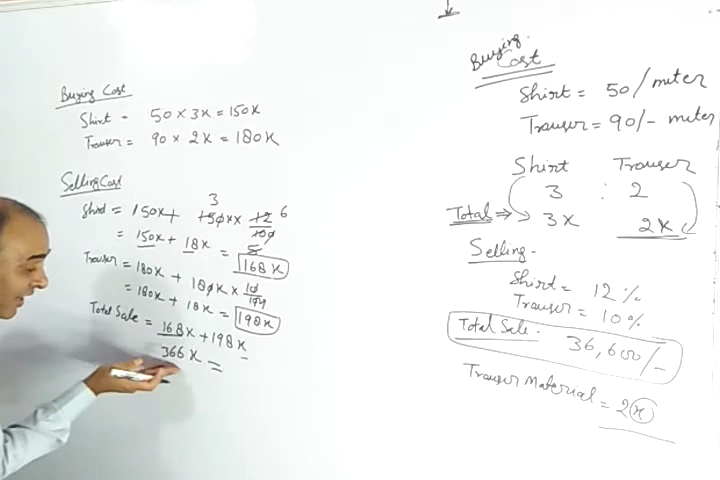 Buying Cost
Shirt = 50 × 3x = 150x
Trouser = 90 × 2x = 180x
Selling Cost
3
Shirt = 150x + 150x × 12 6
100
5
= 150x + 18x = 168x
Trouser = 180x + 180x × 10
100
= 180x + 18x = 198x
Total Sale = 168x + 198x
366x =
Buying
Cost
Shirt = 50/meter
Trouser = 90/- meter
Shirt Trouser
3 : 2
Total ⇒ 3x 2x
Selling -
Shirt = 12%
Trouser = 10%
Total Sale - 36,600/-
Trouser Material = 2x